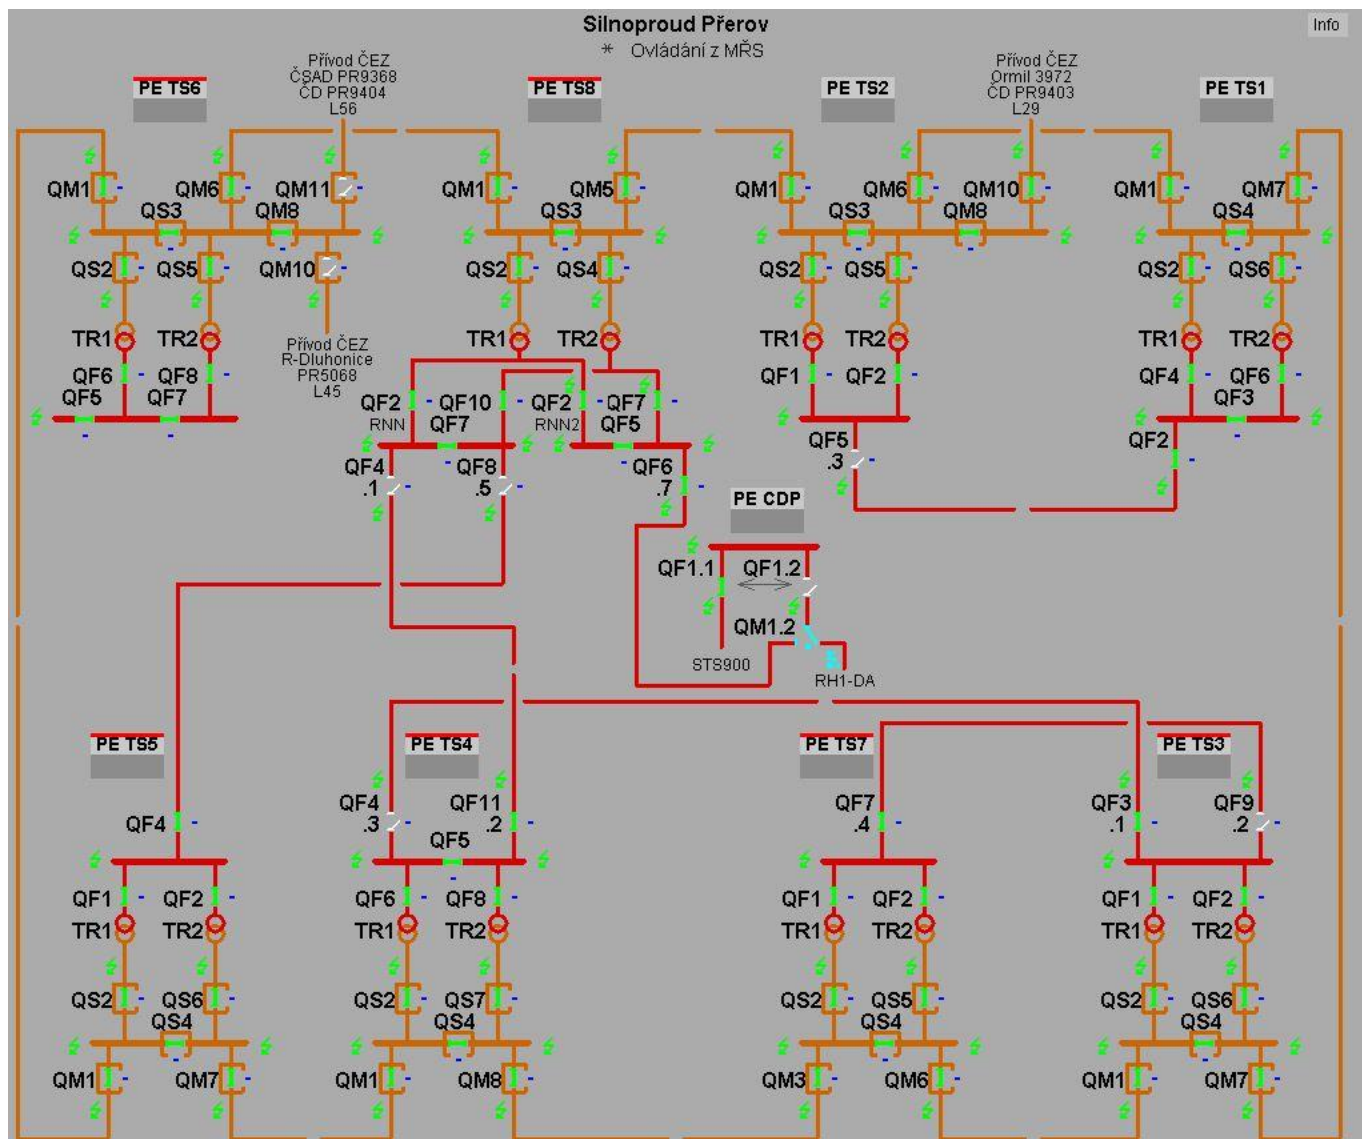 Silnoproud Přerov
Info
* Ovládání z MŘS
Přívod ČEZ
ČSAD PR9368
ČD PR9404
L56
Přívod ČEZ
Ormil 3972
ČD PR9403
L29
PE TS6
PE TS8
PE TS2
PE TS1
QM1
QM6
QM11
QM1
QM5
QM1
QM6
QM10
QM1
QM7
QS3
QM8
QS3
QS3
QM8
QS4
QS2
QS5
QM10
QS2
QS4
QS2
QS5
QS2
QS6
TR1
TR2
TR1
TR2
TR1
TR2
TR1
TR2
Přívod ČEZ
R-Dluhonice
PR5068
L45
QF6
QF8
QF1
QF2
QF4
QF6
QF5
QF7
QF3
QF2
RNN
QF10
QF2
RNN2
QF7
QF7
QF5
QF5
.3
QF2
QF4
.1
QF8
.5
QF6
.7
PE CDP
QF1.1
QF1.2
QM1.2
STS900
RH1-DA
PE TS5
PE TS4
PE TS7
PE TS3
QF4
QF4
.3
QF11
.2
QF7
.4
QF3
.1
QF9
.2
QF5
QF1
QF2
QF6
QF8
QF1
QF2
QF1
QF2
TR1
TR2
TR1
TR2
TR1
TR2
TR1
TR2
QS2
QS6
QS2
QS7
QS2
QS5
QS2
QS6
QS4
QS4
QS4
QS4
QM1
QM7
QM1
QM8
QM3
QM6
QM1
QM7